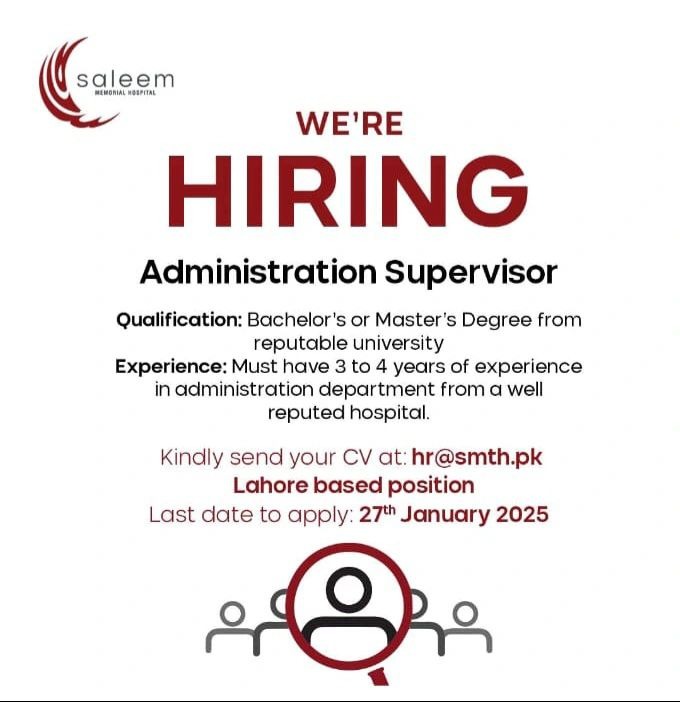 saleem
MEMORIAL HOSPITAL
WE'RE
HIRING
Administration Supervisor
Qualification: Bachelor's or Master's Degree from
reputable university
Experience: Must have 3 to 4 years of experience
in administration department from a well
reputed hospital.
Kindly send your CV at: hr@smth.pk
Lahore based position
Last date to apply: 27th January 2025